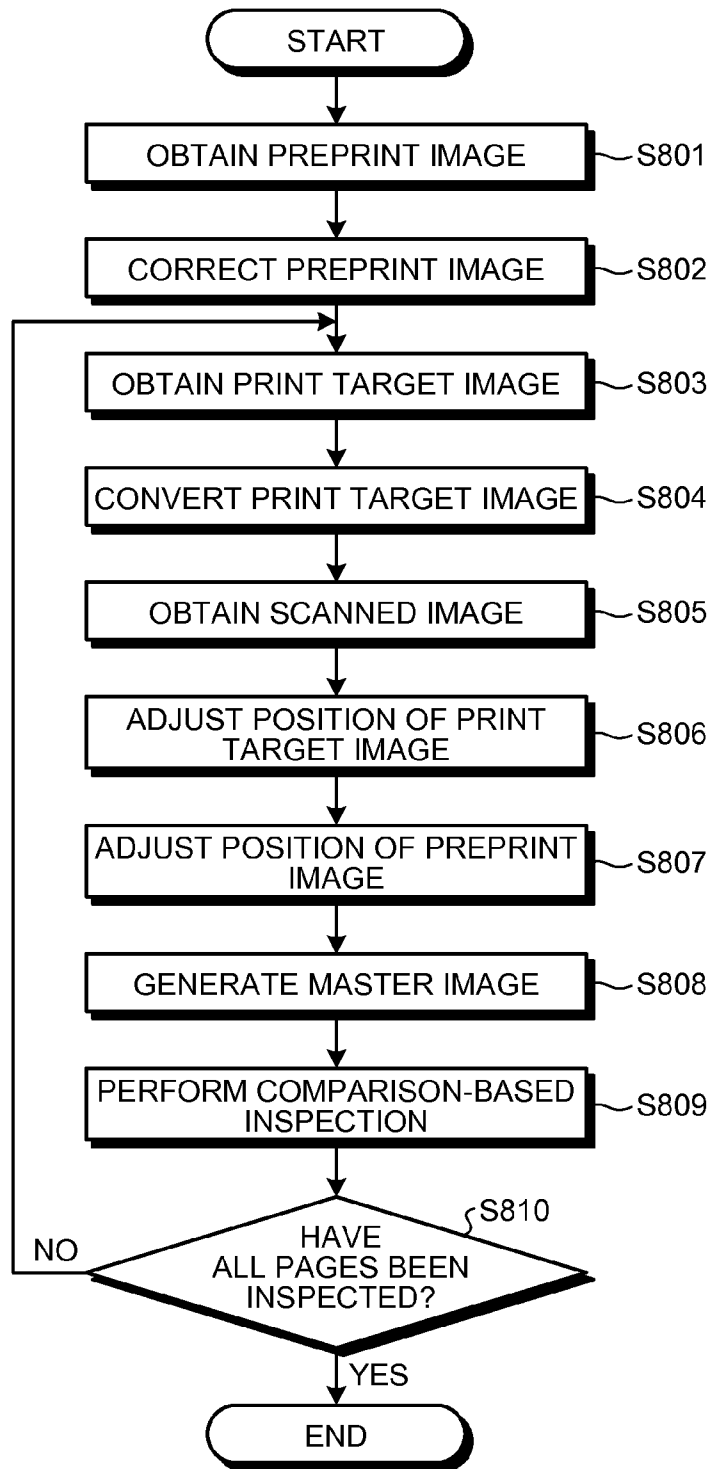 START
OBTAIN PREPRINT IMAGE
S801
CORRECT PREPRINT IMAGE
S802
OBTAIN PRINT TARGET IMAGE
S803
CONVERT PRINT TARGET IMAGE
S804
OBTAIN SCANNED IMAGE
S805
ADJUST POSITION OF PRINT
TARGET IMAGE
S806
ADJUST POSITION OF PREPRINT
IMAGE
S807
GENERATE MASTER IMAGE
S808
PERFORM COMPARISON-BASED
INSPECTION
S809
S810
HAVE
ALL PAGES BEEN
INSPECTED?
NO
YES
END